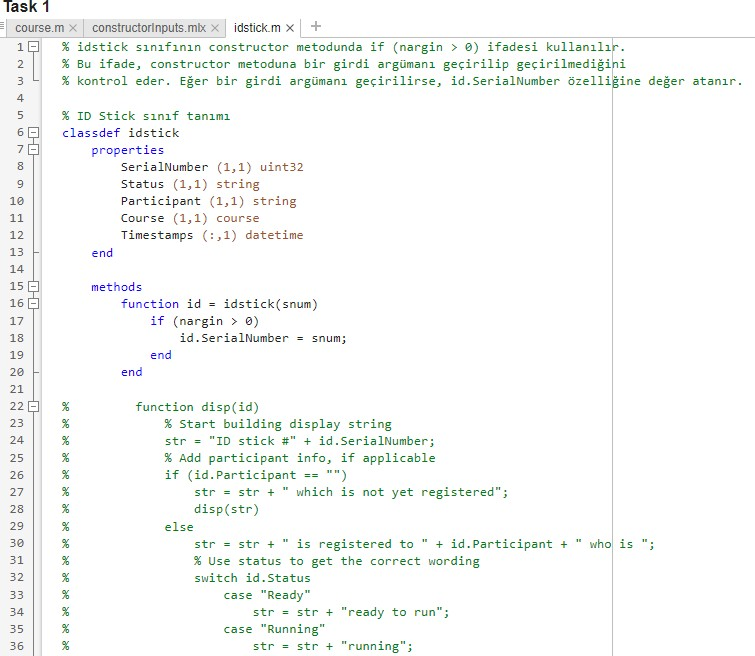 Task 1
course.m × constructorInputs.mlx × idstick.m × +
1 % idstick sınıfının constructor metodunda if (nargin > 0) ifadesi kullanılır.
2 % Bu ifade, constructor metoduna bir girdi argümanı geçirilip geçirilmediğini
3 % kontrol eder. Eğer bir girdi argümanı geçirilirse, id.SerialNumber özelliğine değer atanır.
4
5 % ID Stick sınıf tanımı
6 classdef idstick
7 properties
8 SerialNumber (1,1) uint32
9 Status (1,1) string
10 Participant (1,1) string
11 Course (1,1) course
12 Timestamps (:,1) datetime
13 end
14
15 methods
16 function id = idstick(snum)
17 if (nargin > 0)
18 id.SerialNumber = snum;
19 end
20 end
21
22 % function disp(id)
23 % % Start building display string
24 % str = "ID stick #" + id.SerialNumber;
25 % % Add participant info, if applicable
26 % if (id.Participant == "")
27 % str = str + " which is not yet registered";
28 % disp(str)
29 % else
30 % str = str + " is registered to " + id.Participant + " who is ";
31 % % Use status to get the correct wording
32 % switch id.Status
33 % case "Ready"
34 % str = str + "ready to run";
35 % case "Running"
36 % str = str + "running";